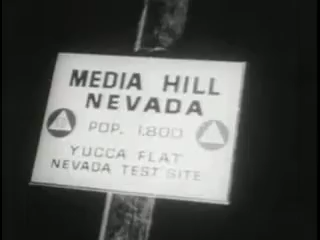 MEDIA HILL
NEVADA
POP. 1,800
YUCCA FLAT
NEVADA TEST SITE